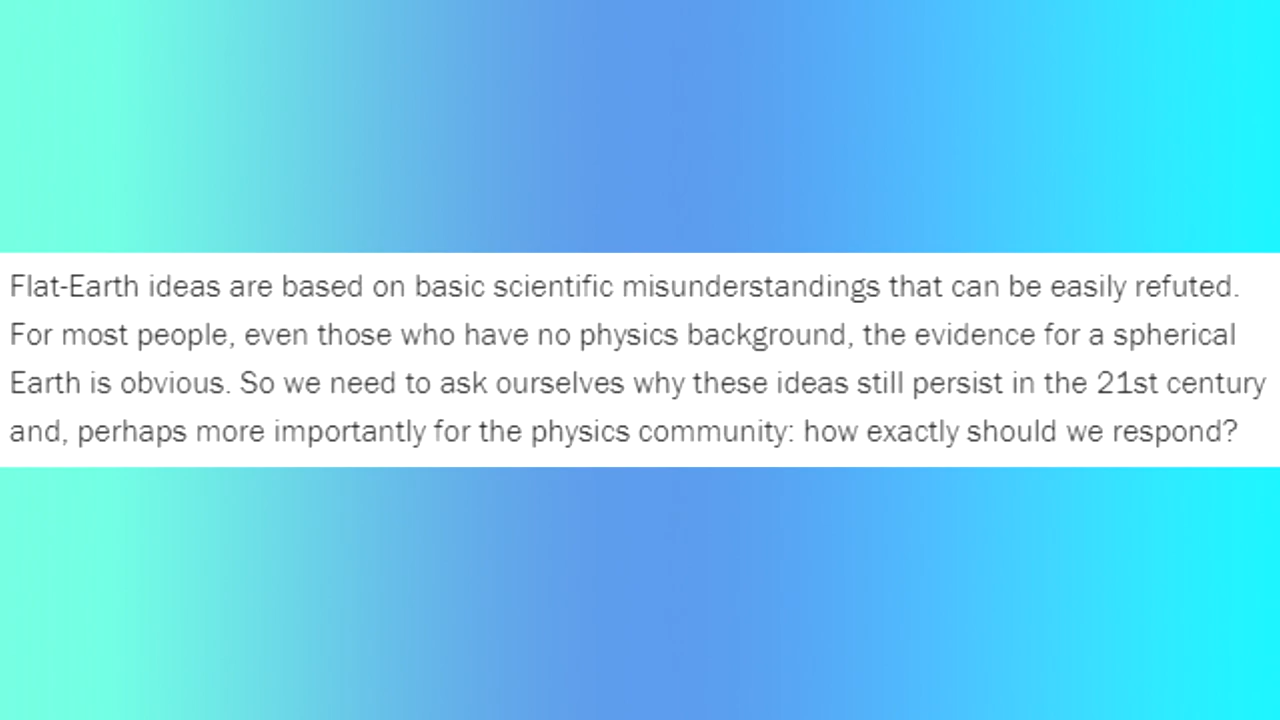 Flat-Earth ideas are based on basic scientific misunderstandings that can be easily refuted.
For most people, even those who have no physics background, the evidence for a spherical
Earth is obvious. So we need to ask ourselves why these ideas still persist in the 21st century
and, perhaps more importantly for the physics community: how exactly should we respond?